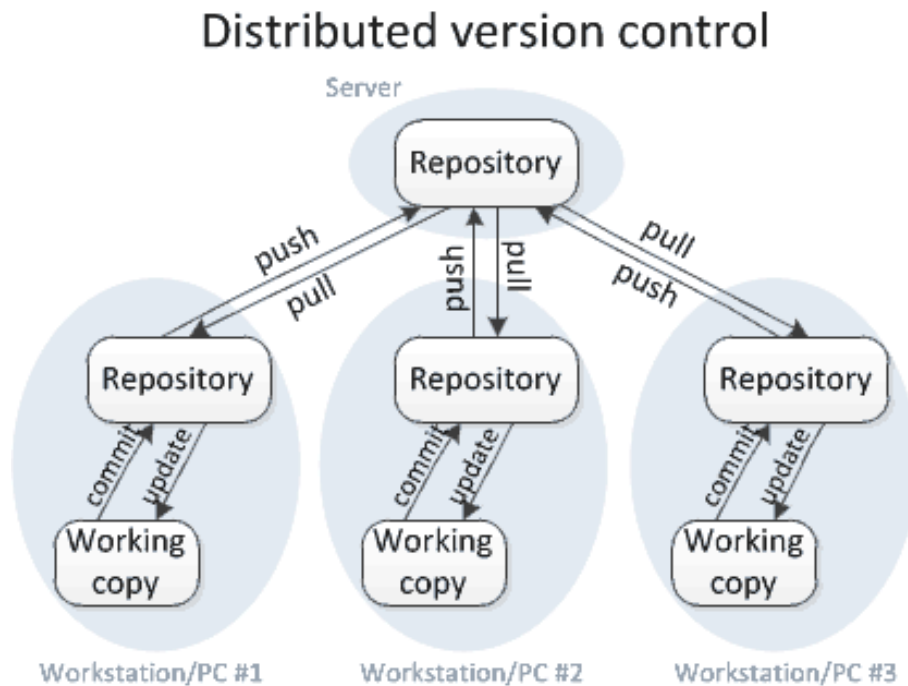 Distributed version control
Server
Repository
push
pull
push
pull
pull
push
Repository
Repository
Repository
commit
update
commit
update
commit
update
Working
copy
Working
copy
Working
copy
Workstation/PC #1
Workstation/PC #2
Workstation/PC #3